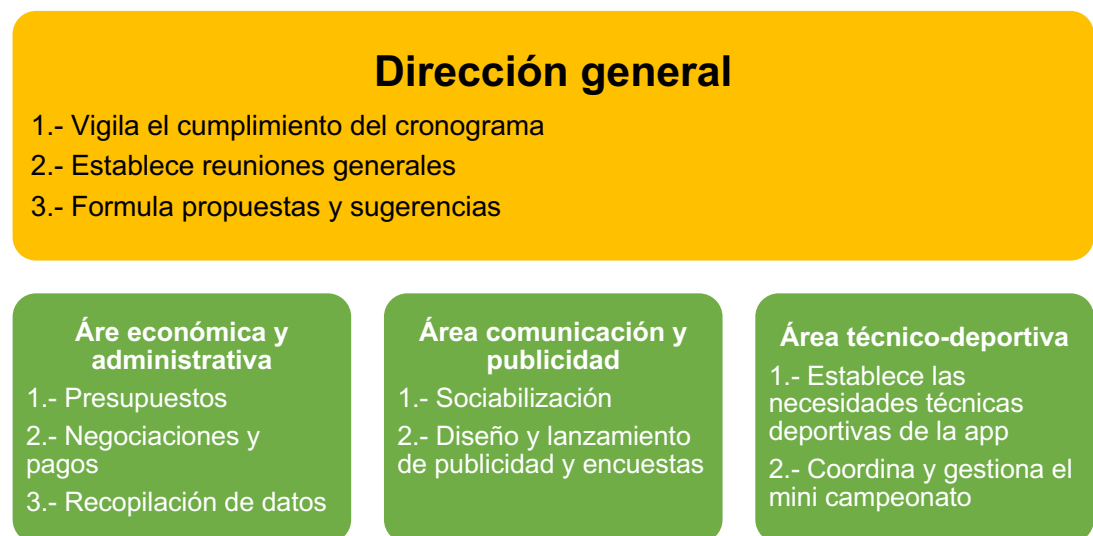 Dirección general
1.- Vigila el cumplimiento del cronograma
2.- Establece reuniones generales
3.- Formula propuestas y sugerencias
Áre económica y
administrativa
1.- Presupuestos
2.- Negociaciones y
pagos
3.- Recopilación de datos
Área comunicación y
publicidad
1.- Sociabilización
2.- Diseño y lanzamiento
de publicidad y encuestas
Área técnico-deportiva
1.- Establece las
necesidades técnicas
deportivas de la app
2.- Coordina y gestiona el
mini campeonato